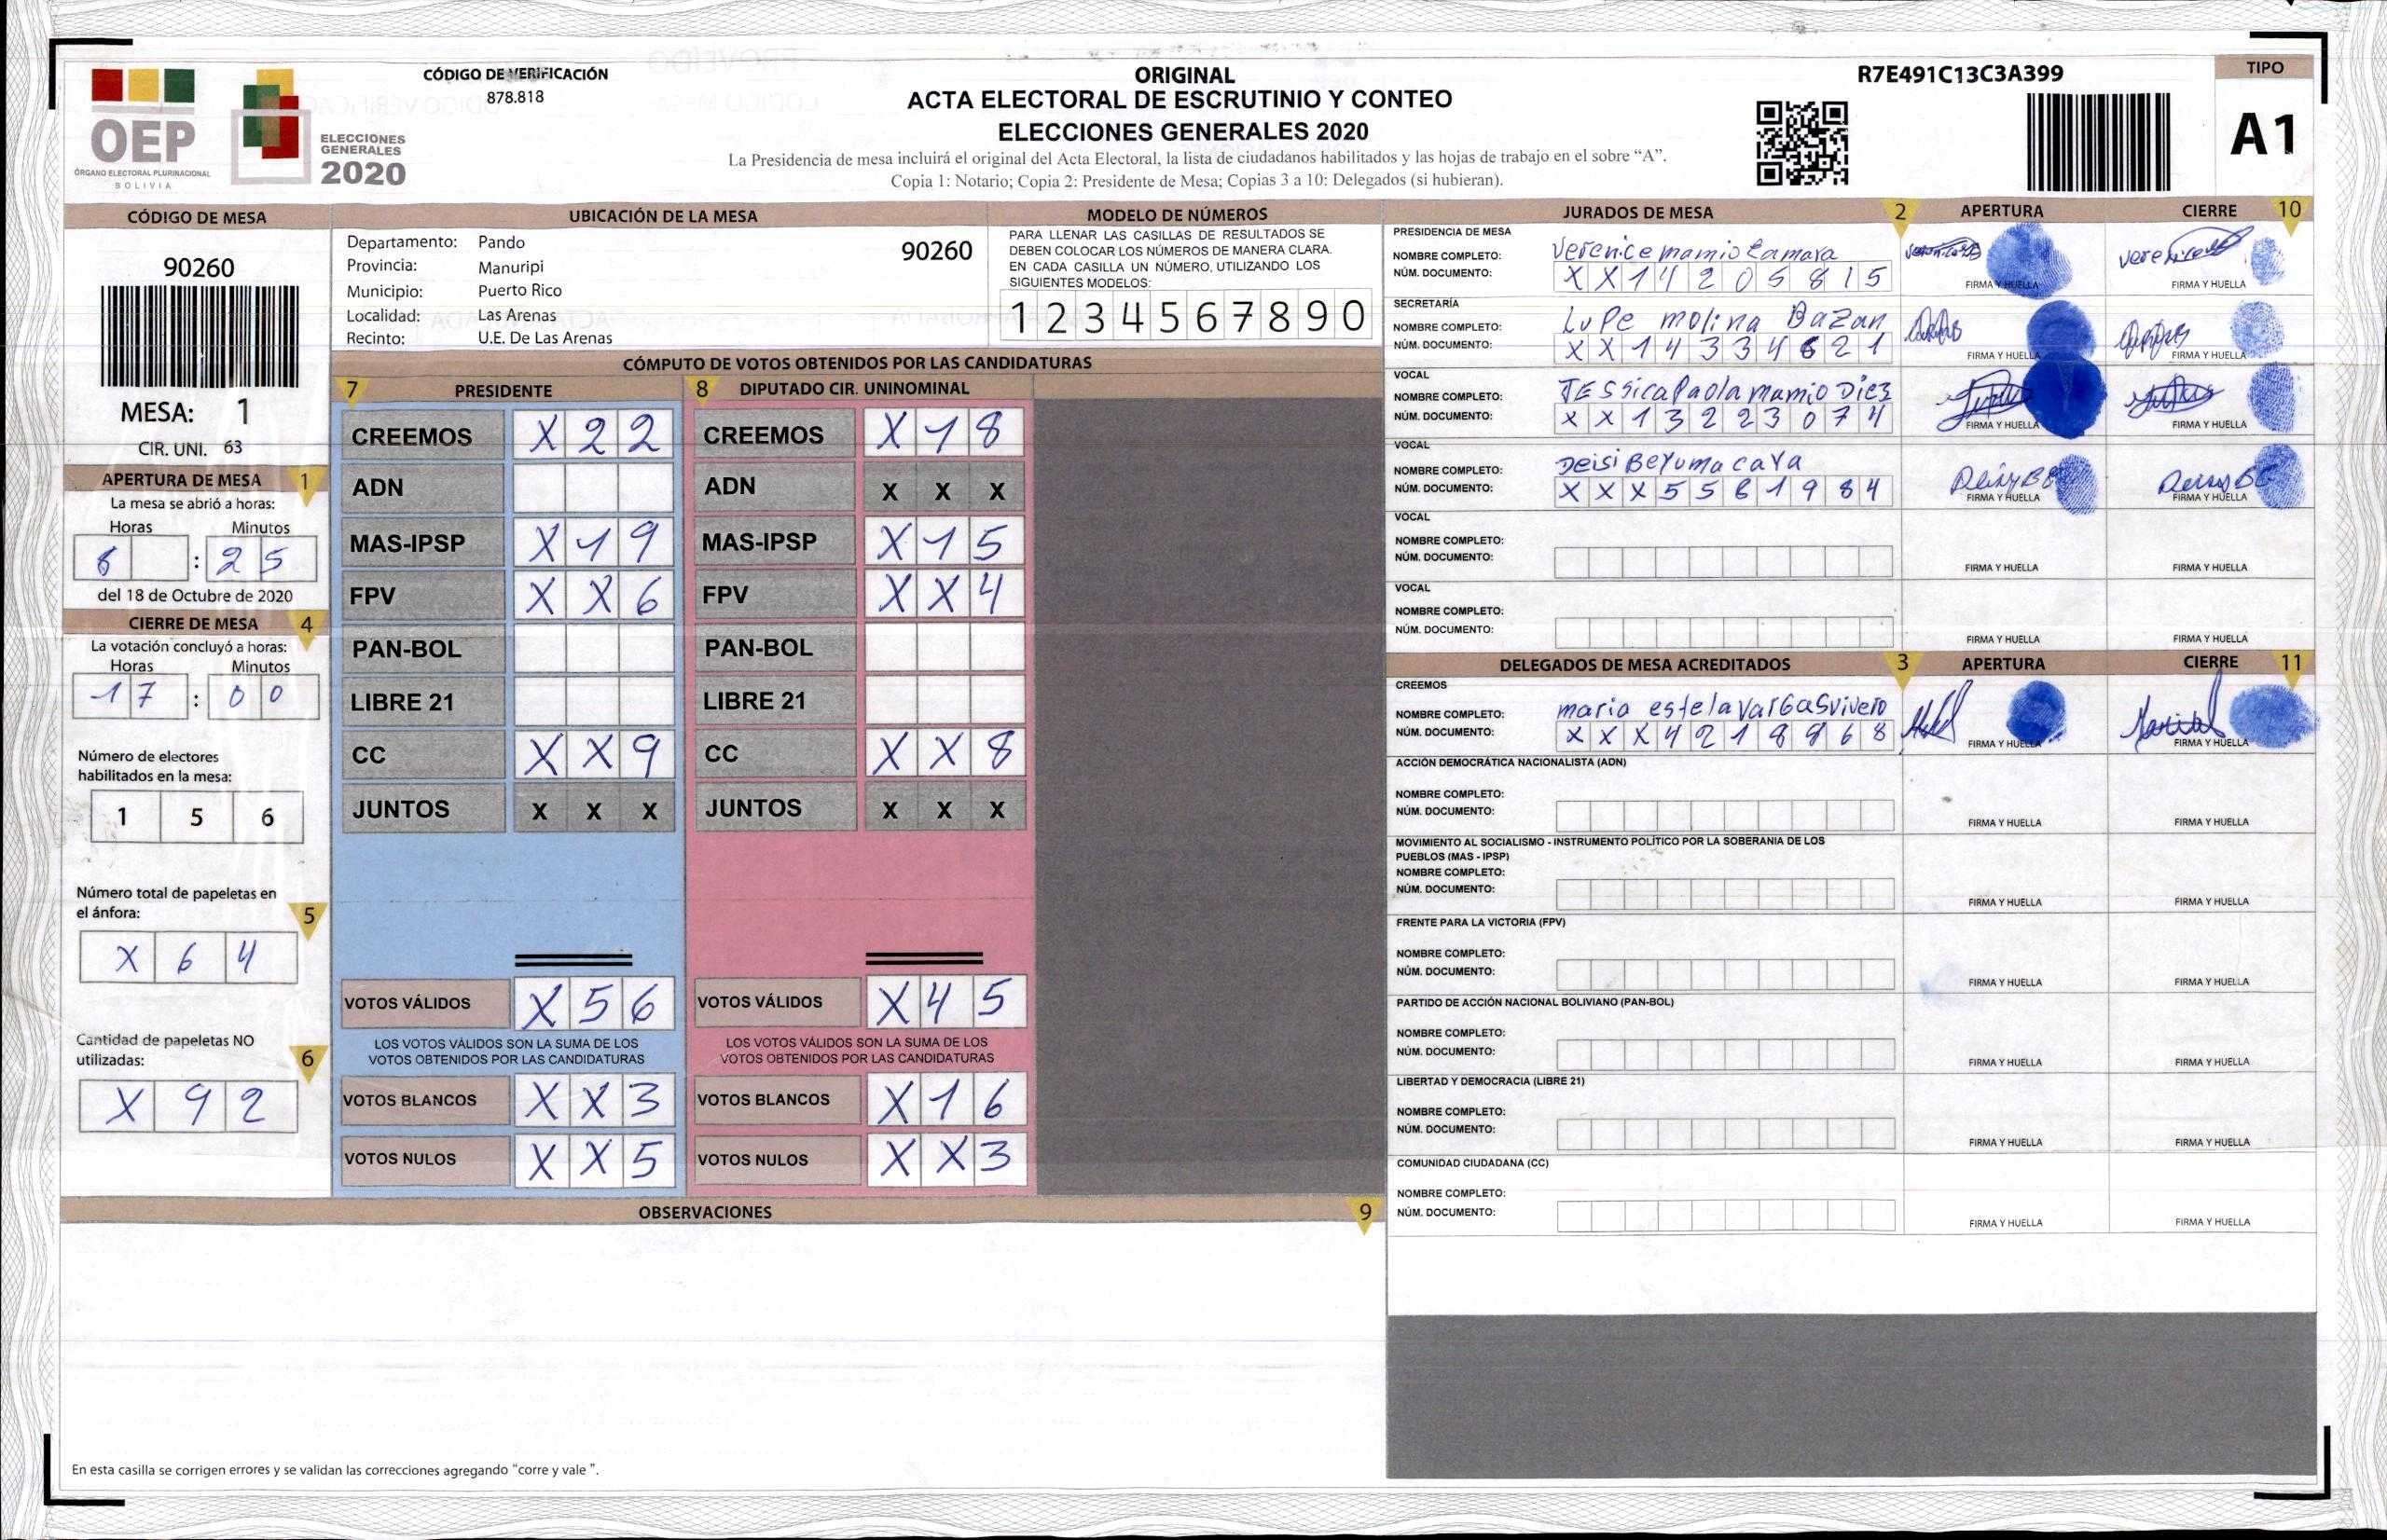 CÓDIGO DE VERIFICACIÓN
878.818
OEP
ÓRGANO ELECTORAL PLURINACIONAL
BOLIVIA
ELECCIONES
GENERALES
2020
ORIGINAL
ACTA ELECTORAL DE ESCRUTINIO Y CONTEO
ELECCIONES GENERALES 2020
La Presidencia de mesa incluirá el original del Acta Electoral, la lista de ciudadanos habilitados y las hojas de trabajo en el sobre “A”.
Copia 1: Notario; Copia 2: Presidente de Mesa; Copias 3 a 10: Delegados (si hubieran).
R7E491C13C3A399
TIPO
A1
CÓDIGO DE MESA
90260
MESA: 1
CIR. UNI. 63
APERTURA DE MESA 1
La mesa se abrió a horas:
Horas Minutos
8 : 2 5
del 18 de Octubre de 2020
CIERRE DE MESA 4
La votación concluyó a horas:
Horas Minutos
1 7 : 0 0
Número de electores
habilitados en la mesa:
1 5 6
Número total de papeletas en
el ánfora: 5
X 6 4
Cantidad de papeletas NO
utilizadas: 6
X 9 2
UBICACIÓN DE LA MESA
Departamento: Pando
90260
Provincia: Manuripi
Municipio: Puerto Rico
Localidad: Las Arenas
Recinto: U.E. De Las Arenas
MODELO DE NÚMEROS
PARA LLENAR LAS CASILLAS DE RESULTADOS SE
DEBEN COLOCAR LOS NÚMEROS DE MANERA CLARA.
EN CADA CASILLA UN NÚMERO, UTILIZANDO LOS
SIGUIENTES MODELOS:
1 2 3 4 5 6 7 8 9 0
CÓMPUTO DE VOTOS OBTENIDOS POR LAS CANDIDATURAS
7 PRESIDENTE
CREEMOS X 2 2
ADN
MAS-IPSP X 1 9
FPV X X 6
PAN-BOL
LIBRE 21
CC X X 9
JUNTOS X X X
VOTOS VÁLIDOS X 5 6
LOS VOTOS VÁLIDOS SON LA SUMA DE LOS
VOTOS OBTENIDOS POR LAS CANDIDATURAS
VOTOS BLANCOS X X 3
VOTOS NULOS X X 5
8 DIPUTADO CIR. UNINOMINAL
CREEMOS X 1 8
ADN X X X
MAS-IPSP X 1 5
FPV X X 4
PAN-BOL
LIBRE 21
CC X X 8
JUNTOS X X X
VOTOS VÁLIDOS X 4 5
LOS VOTOS VÁLIDOS SON LA SUMA DE LOS
VOTOS OBTENIDOS POR LAS CANDIDATURAS
VOTOS BLANCOS X 1 6
VOTOS NULOS X X 3
OBSERVACIONES 9
En esta casilla se corrigen errores y se validan las correcciones agregando “corre y vale ”.
JURADOS DE MESA 2 APERTURA CIERRE 10
PRESIDENCIA DE MESA
NOMBRE COMPLETO: Verenice mamio
NÚM. DOCUMENTO: X X 1 4 2 0 5 8 1 5
FIRMA Y HUELLA FIRMA Y HUELLA
SECRETARÍA
NOMBRE COMPLETO: Lupe molina Bazan
NÚM. DOCUMENTO: X X 1 4 3 3 4 6 2 1
FIRMA Y HUELLA FIRMA Y HUELLA
VOCAL
NOMBRE COMPLETO: JESSica Paola mamio Diez
NÚM. DOCUMENTO: X X 1 3 2 2 3 0 7 4
FIRMA Y HUELLA FIRMA Y HUELLA
VOCAL
NOMBRE COMPLETO: Deisi Beyuma
NÚM. DOCUMENTO: X X X 5 5 6 1 9 8 4
FIRMA Y HUELLA FIRMA Y HUELLA
VOCAL
NOMBRE COMPLETO:
NÚM. DOCUMENTO:
FIRMA Y HUELLA FIRMA Y HUELLA
VOCAL
NOMBRE COMPLETO:
NÚM. DOCUMENTO:
FIRMA Y HUELLA FIRMA Y HUELLA
DELEGADOS DE MESA ACREDITADOS 3 APERTURA CIERRE 11
CREEMOS
NOMBRE COMPLETO: maria estela vargas vivero
NÚM. DOCUMENTO: X X X 4 2 1 8 9 6 8
FIRMA Y HUELLA FIRMA Y HUELLA
ACCIÓN DEMOCRÁTICA NACIONALISTA (ADN)
NOMBRE COMPLETO:
NÚM. DOCUMENTO:
FIRMA Y HUELLA FIRMA Y HUELLA
MOVIMIENTO AL SOCIALISMO - INSTRUMENTO POLÍTICO POR LA SOBERANIA DE LOS
PUEBLOS (MAS - IPSP)
NOMBRE COMPLETO:
NÚM. DOCUMENTO:
FIRMA Y HUELLA FIRMA Y HUELLA
FRENTE PARA LA VICTORIA (FPV)
NOMBRE COMPLETO:
NÚM. DOCUMENTO:
FIRMA Y HUELLA FIRMA Y HUELLA
PARTIDO DE ACCIÓN NACIONAL BOLIVIANO (PAN-BOL)
NOMBRE COMPLETO:
NÚM. DOCUMENTO:
FIRMA Y HUELLA FIRMA Y HUELLA
LIBERTAD Y DEMOCRACIA (LIBRE 21)
NOMBRE COMPLETO:
NÚM. DOCUMENTO:
FIRMA Y HUELLA FIRMA Y HUELLA
COMUNIDAD CIUDADANA (CC)
NOMBRE COMPLETO:
NÚM. DOCUMENTO:
FIRMA Y HUELLA FIRMA Y HUELLA